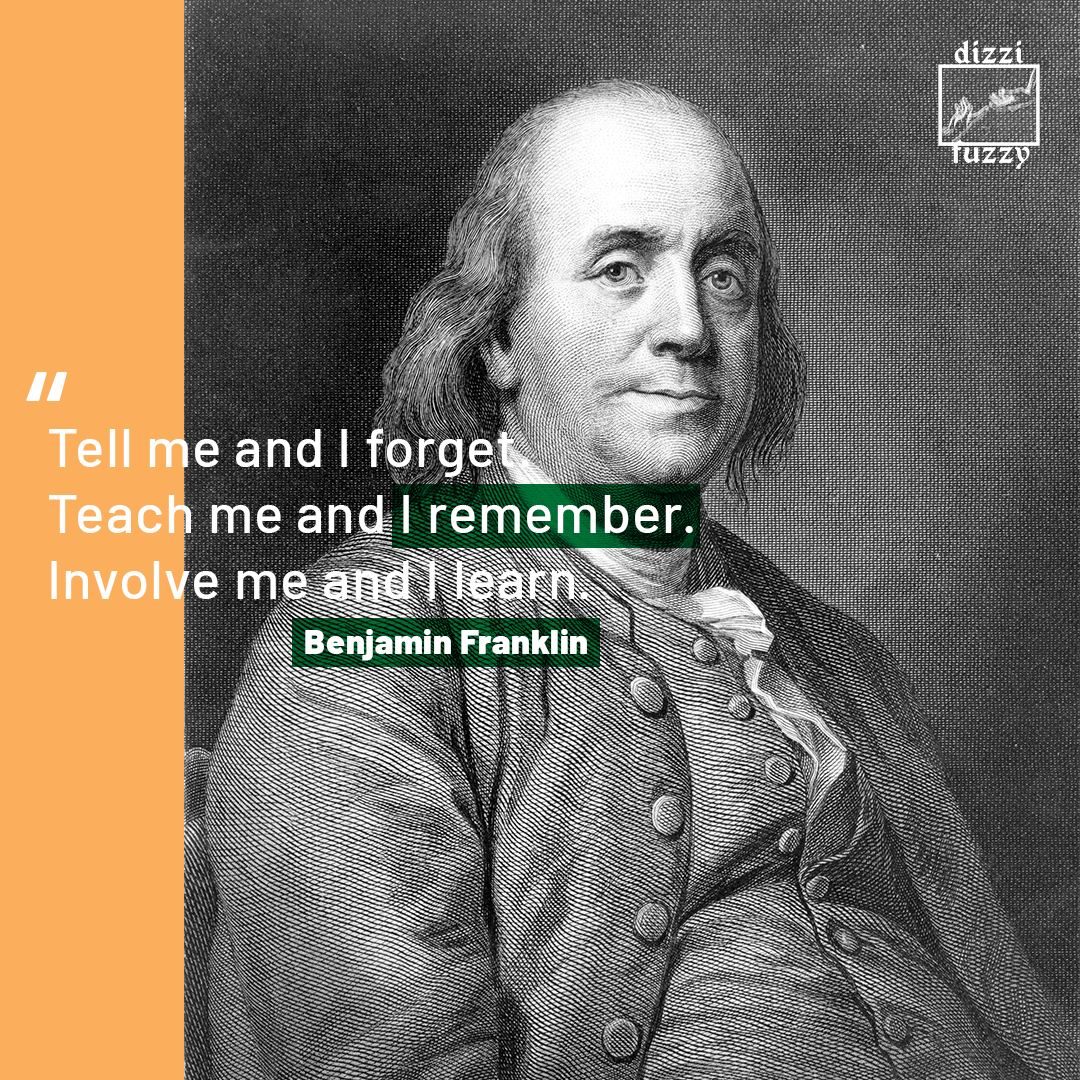 dizzi
fuzzy
“
Tell me and I forget.
Teach me and I remember.
Involve me and I learn.
Benjamin Franklin